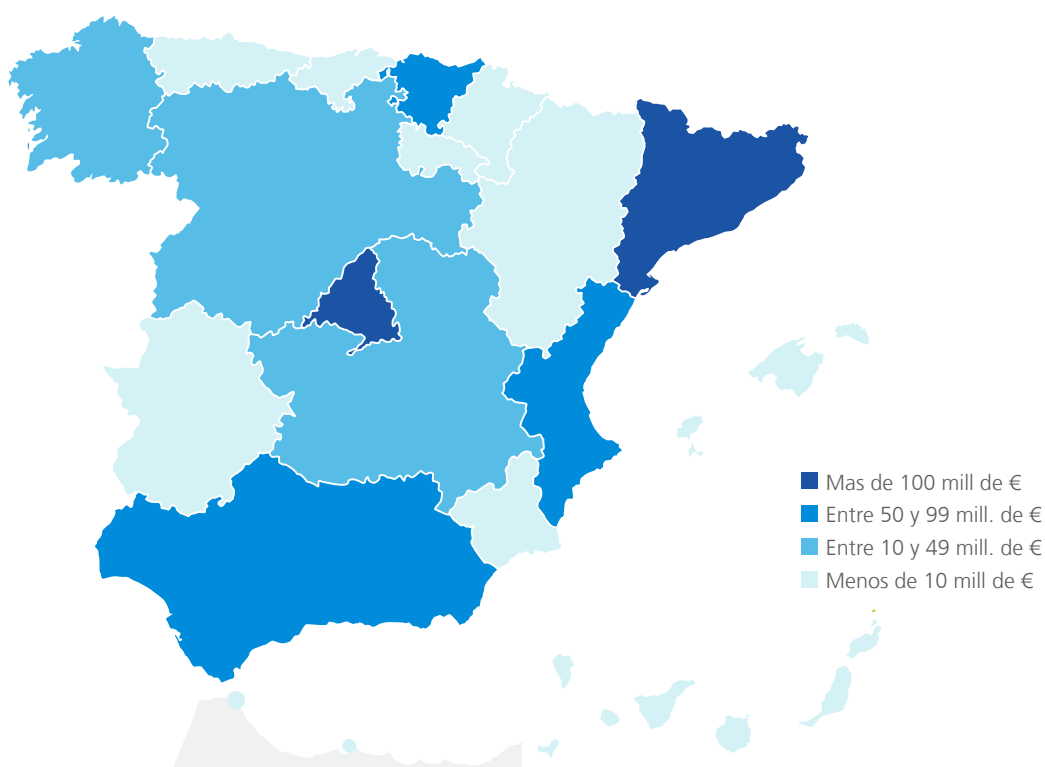 Mas de 100 mill de €
Entre 50 y 99 mill. de €
Entre 10 y 49 mill. de €
Menos de 10 mill de €